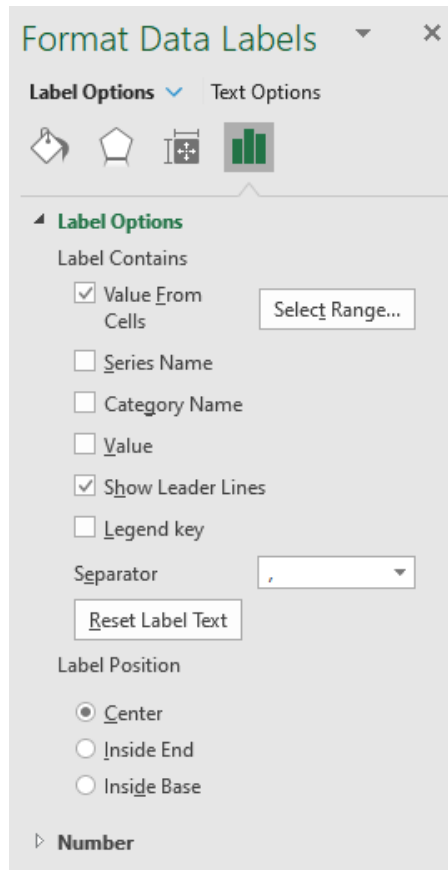 Format Data Labels
Label Options Text Options
Label Options
Label Contains
Value From
Cells
Select Range...
Series Name
Category Name
Value
Show Leader Lines
Legend key
Separator ,
Reset Label Text
Label Position
Center
Inside End
Inside Base
Number